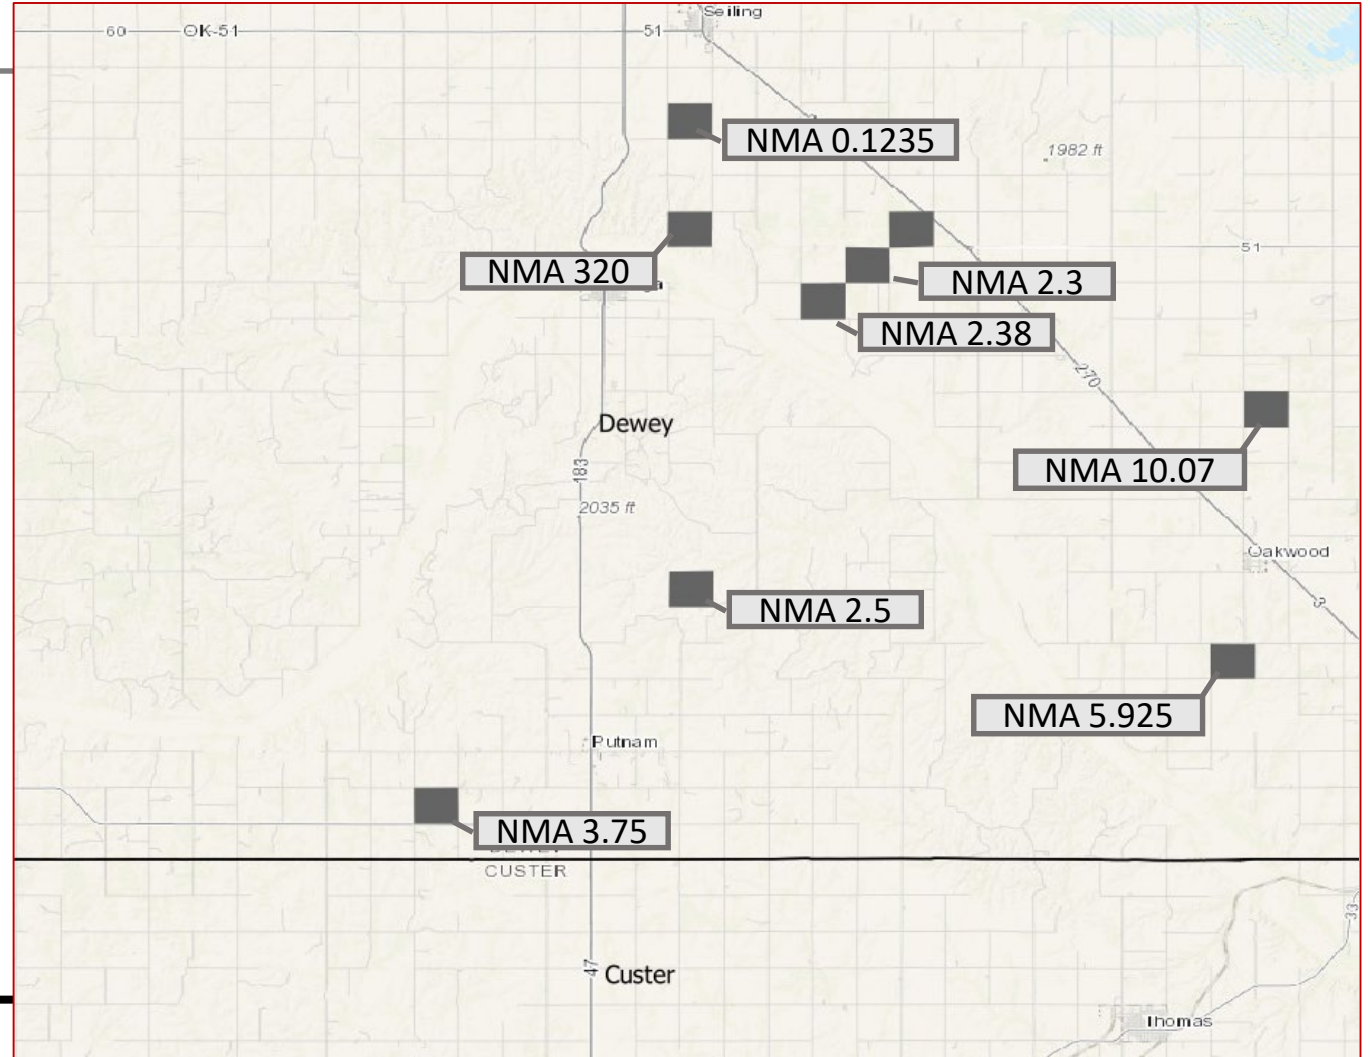 Seiling
60
OK-51
51
NMA 0.1235
1982 ft
51
NMA 320
NMA 2.3
NMA 2.38
270
Dewey
NMA 10.07
183
2035 ft
Oakwood
NMA 2.5
3
NMA 5.925
Putnam
NMA 3.75
CUSTER
33
47
Custer
Thomas